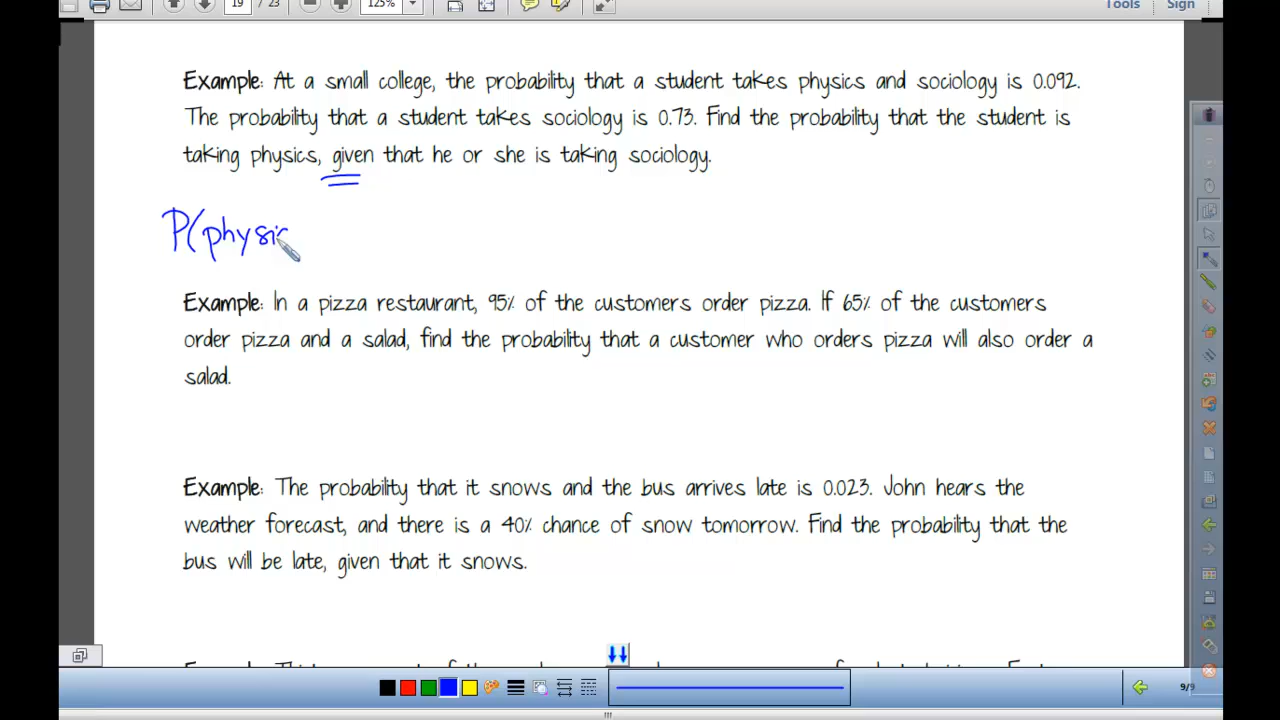 19 / 23
125%
Tools
Sign
Example: At a small college, the probability that a student takes physics and sociology is 0.092.
The probability that a student takes sociology is 0.73. Find the probability that the student is
taking physics, given that he or she is taking sociology.
P(physic
Example: In a pizza restaurant, 95% of the customers order pizza. If 65% of the customers
order pizza and a salad, find the probability that a customer who orders pizza will also order a
salad.
Example: The probability that it snows and the bus arrives late is 0.023. John hears the
weather forecast, and there is a 40% chance of snow tomorrow. Find the probability that the
bus will be late, given that it snows.
9/9